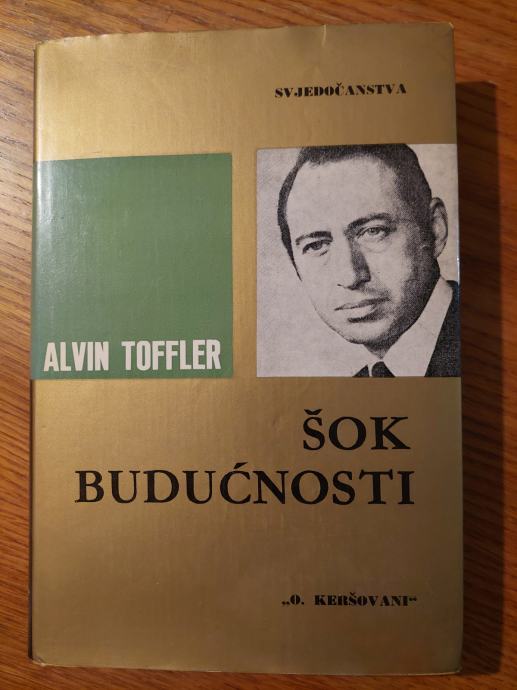 SVJEDOČANSTVA
ALVIN TOFFLER
ŠOK
BUDUĆNOSTI
„O. KERŠOVANI“